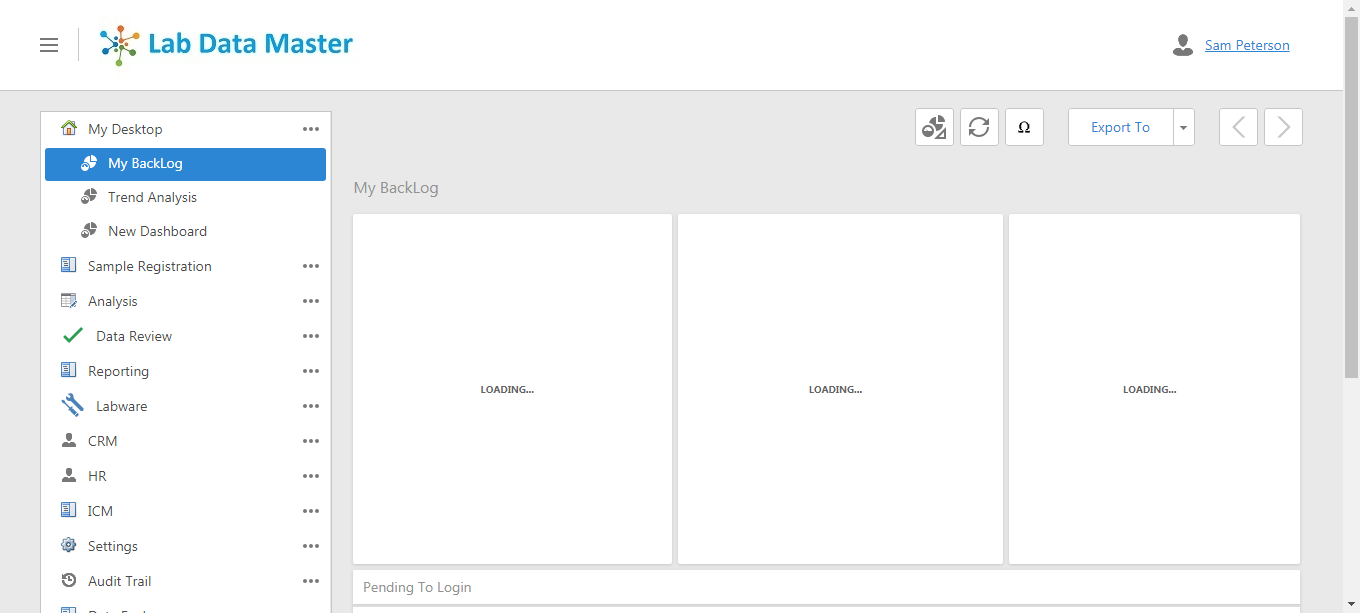 Lab Data Master
Sam Peterson
My Desktop
My BackLog
Trend Analysis
New Dashboard
Sample Registration
Analysis
Data Review
Reporting
Labware
CRM
HR
ICM
Settings
Audit Trail
Ω
Export To
My BackLog
LOADING...
LOADING...
LOADING...
Pending To Login